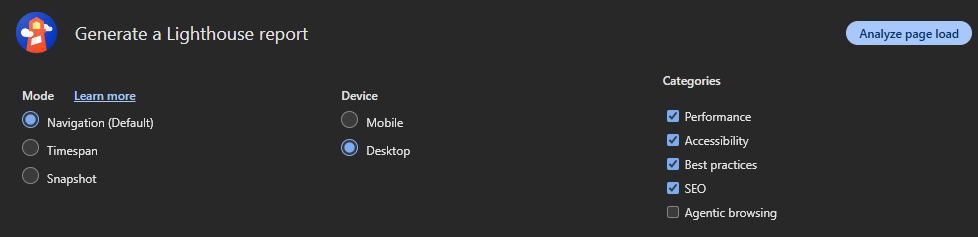 Generate a Lighthouse report
Analyze page load
Mode Learn more
Navigation (Default)
Timespan
Snapshot
Device
Mobile
Desktop
Categories
Performance
Accessibility
Best practices
SEO
Agentic browsing